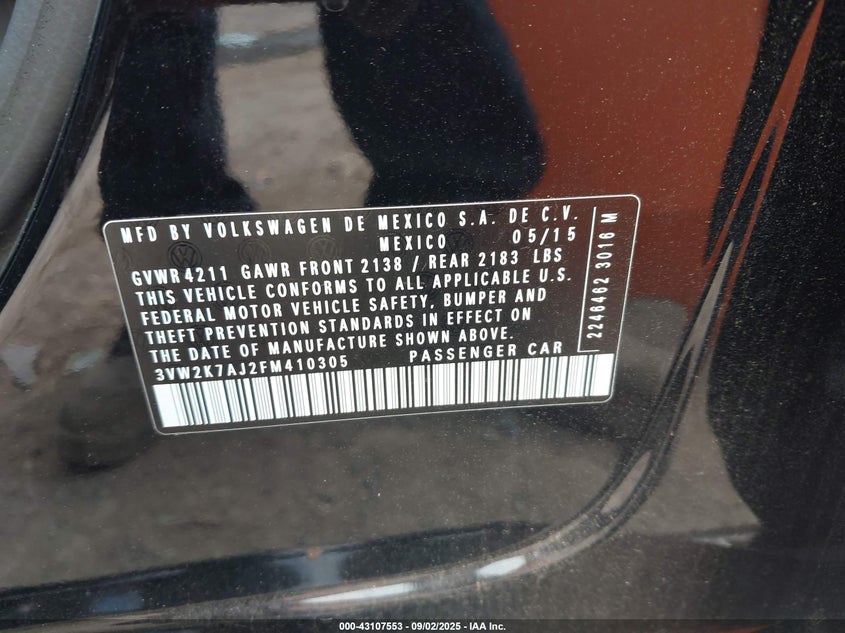 MFD BY VOLKSWAGEN DE MEXICO S.A. DE C.V.
MEXICO 05/15
GVWR 4211 GAWR FRONT 2138 / REAR 2183 LBS
THIS VEHICLE CONFORMS TO ALL APPLICABLE U.S.
FEDERAL MOTOR VEHICLE SAFETY, BUMPER AND
THEFT PREVENTION STANDARDS IN EFFECT ON
THE DATE OF MANUFACTURE SHOWN ABOVE.
3VW2K7AJ2FM410305 PASSENGER CAR
2246462 3016 M
000-43107553 - 09/02/2025 - IAA Inc.